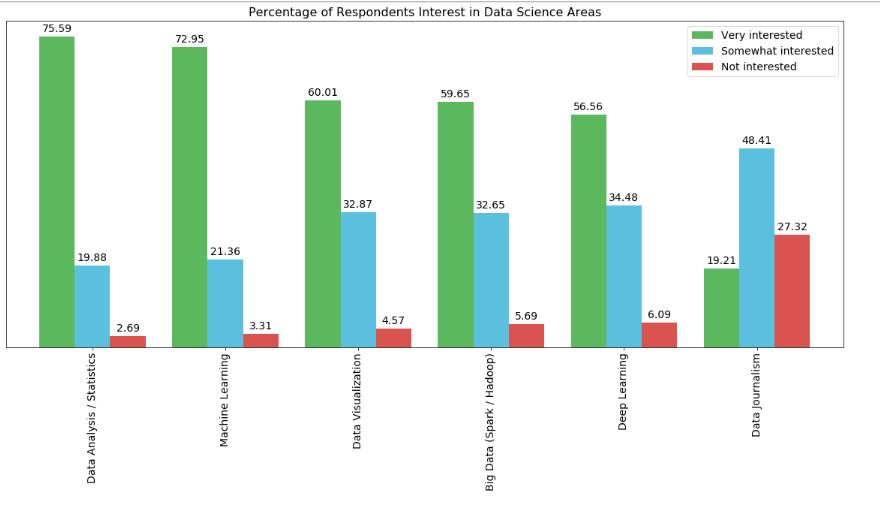 Percentage of Respondents Interest in Data Science Areas
Very interested
Somewhat interested
Not interested
75.59
19.88
2.69
72.95
21.36
3.31
60.01
32.87
4.57
59.65
32.65
5.69
56.56
34.48
6.09
19.21
48.41
27.32
Data Analysis / Statistics
Machine Learning
Data Visualization
Big Data (Spark / Hadoop)
Deep Learning
Data Journalism